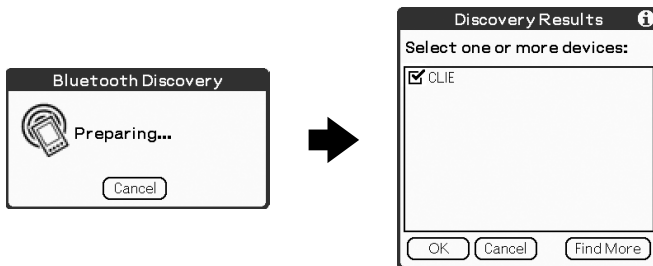 Bluetooth Discovery
Preparing...
Cancel
Discovery Results i
Select one or more devices:
CLIE
OK Cancel Find More